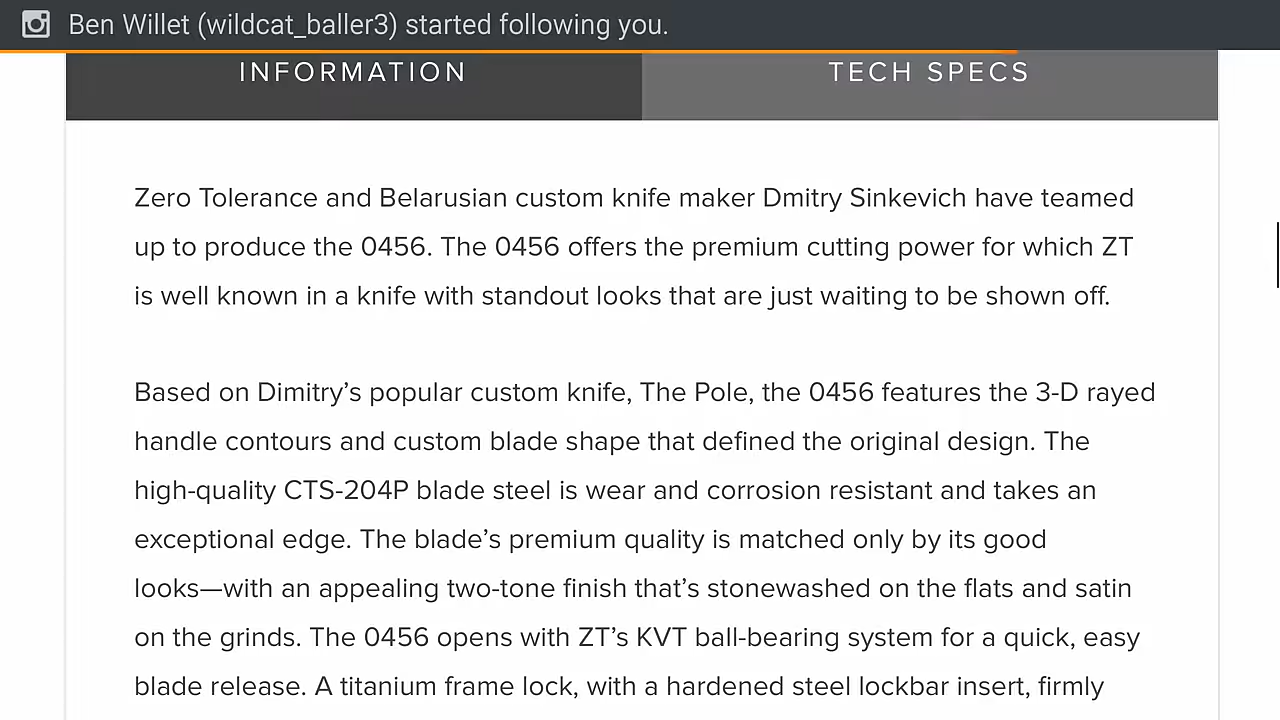 Ben Willet (wildcat_baller3) started following you.
INFORMATION
TECH SPECS
Zero Tolerance and Belarusian custom knife maker Dmitry Sinkevich have teamed
up to produce the 0456. The 0456 offers the premium cutting power for which ZT
is well known in a knife with standout looks that are just waiting to be shown off.
Based on Dimitry’s popular custom knife, The Pole, the 0456 features the 3-D rayed
handle contours and custom blade shape that defined the original design. The
high-quality CTS-204P blade steel is wear and corrosion resistant and takes an
exceptional edge. The blade’s premium quality is matched only by its good
looks—with an appealing two-tone finish that’s stonewashed on the flats and satin
on the grinds. The 0456 opens with ZT’s KVT ball-bearing system for a quick, easy
blade release. A titanium frame lock, with a hardened steel lockbar insert, firmly